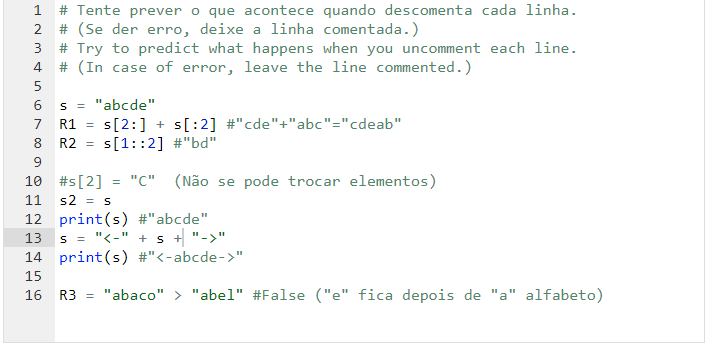 1 # Tente prever o que acontece quando descomenta cada linha.
2 # (Se der erro, deixe a linha comentada.)
3 # Try to predict what happens when you uncomment each line.
4 # (In case of error, leave the line commented.)
5
6 s = "abcde"
7 R1 = s[2:] + s[:2] #"cde"+"abc"="cdeab"
8 R2 = s[1::2] #"bd"
9
10 #s[2] = "C"  (Não se pode trocar elementos)
11 s2 = s
12 print(s) #"abcde"
13 s = "<-" + s + "->"
14 print(s) #"<-abcde->"
15
16 R3 = "abaco" > "abel" #False ("e" fica depois de "a" alfabeto)